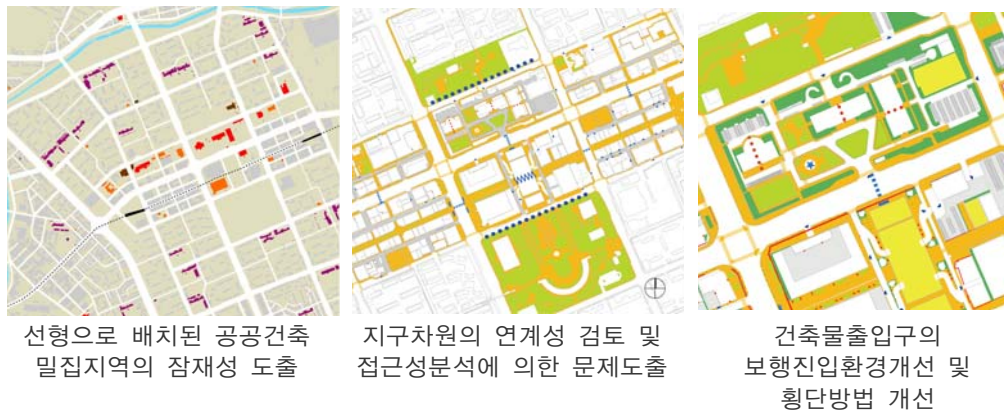 선형으로 배치된 공공건축
밀집지역의 잠재성 도출
지구차원의 연계성 검토 및
접근성분석에 의한 문제도출
건축물출입구의
보행진입환경개선 및
횡단방법 개선